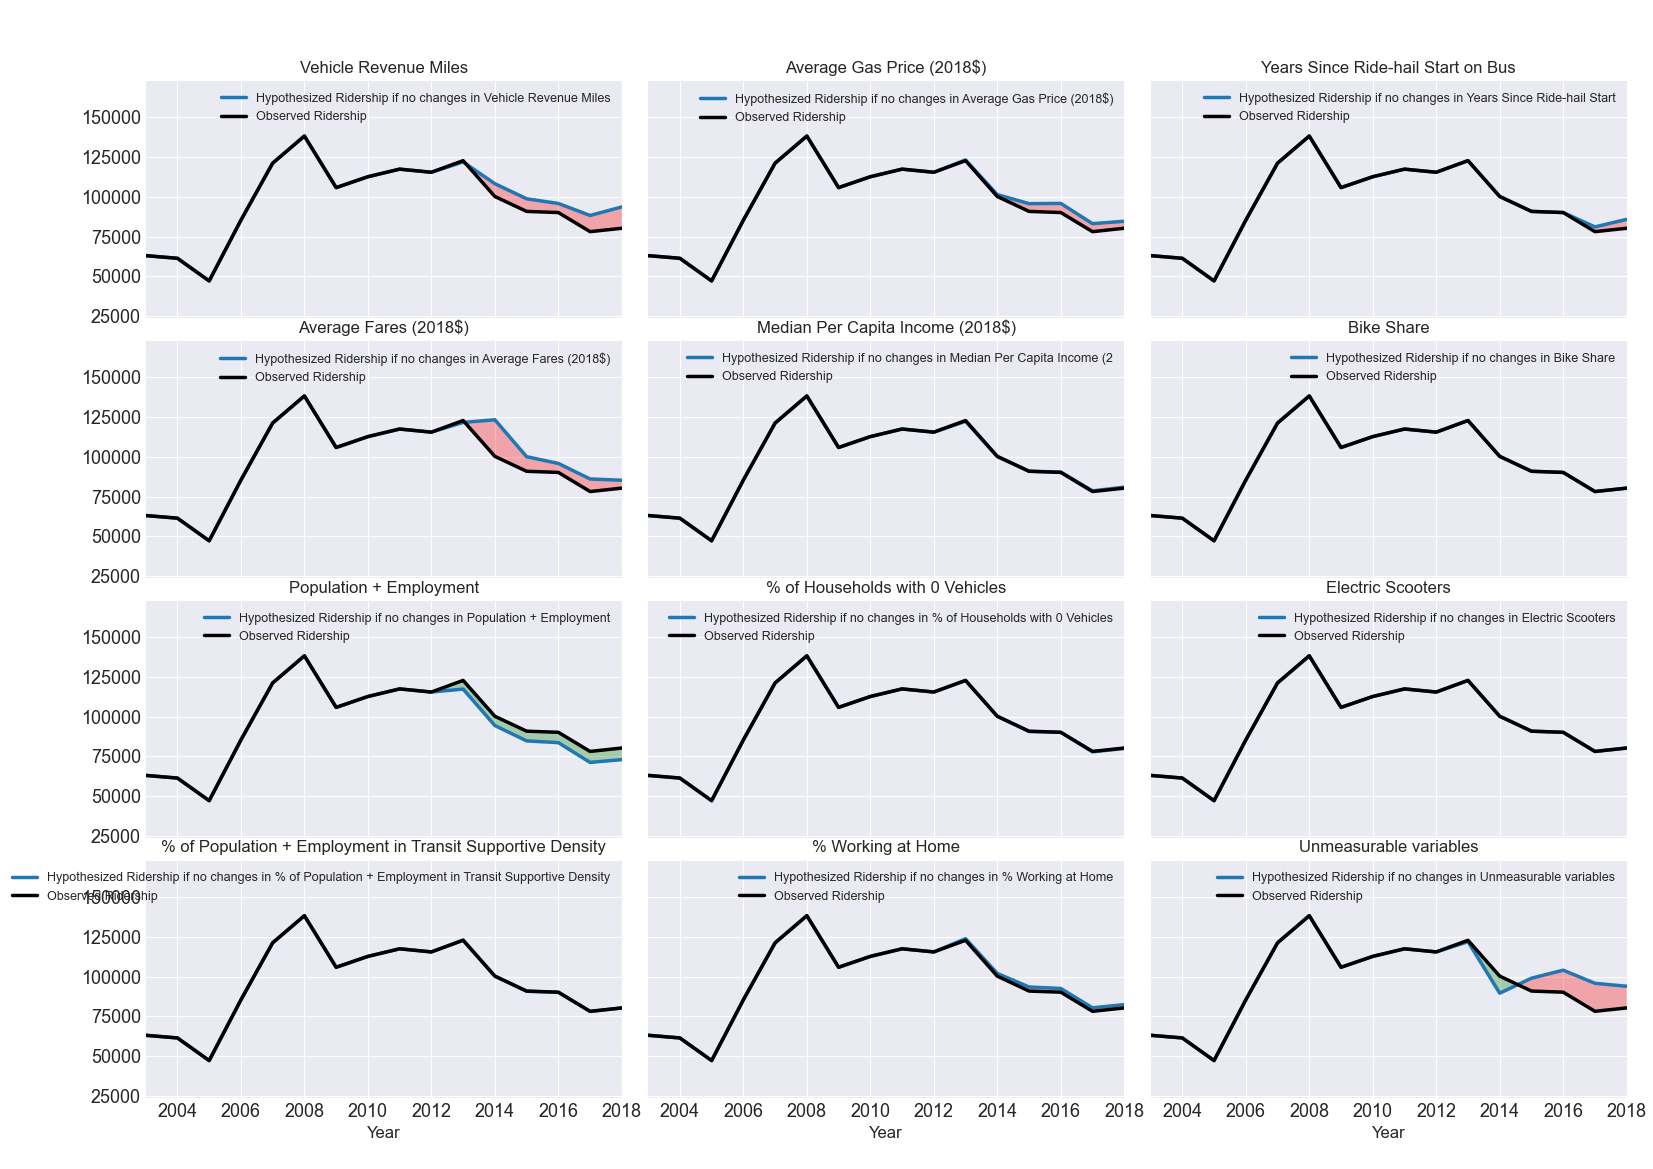 Vehicle Revenue Miles
Hypothesized Ridership if no changes in Vehicle Revenue Miles
Observed Ridership
150000
125000
100000
75000
50000
25000
Average Gas Price (2018$)
Hypothesized Ridership if no changes in Average Gas Price (2018$)
Observed Ridership
Years Since Ride-hail Start on Bus
Hypothesized Ridership if no changes in Years Since Ride-hail Start
Observed Ridership
Average Fares (2018$)
Hypothesized Ridership if no changes in Average Fares (2018$)
Observed Ridership
150000
125000
100000
75000
50000
25000
Median Per Capita Income (2018$)
Hypothesized Ridership if no changes in Median Per Capita Income (2
Observed Ridership
Bike Share
Hypothesized Ridership if no changes in Bike Share
Observed Ridership
Population + Employment
Hypothesized Ridership if no changes in Population + Employment
Observed Ridership
150000
125000
100000
75000
50000
25000
% of Households with 0 Vehicles
Hypothesized Ridership if no changes in % of Households with 0 Vehicles
Observed Ridership
Electric Scooters
Hypothesized Ridership if no changes in Electric Scooters
Observed Ridership
% of Population + Employment in Transit Supportive Density
Hypothesized Ridership if no changes in % of Population + Employment in Transit Supportive Density
Observed Ridership
150000
125000
100000
75000
50000
25000
2004 2006 2008 2010 2012 2014 2016 2018
Year
% Working at Home
Hypothesized Ridership if no changes in % Working at Home
Observed Ridership
2004 2006 2008 2010 2012 2014 2016 2018
Year
Unmeasurable variables
Hypothesized Ridership if no changes in Unmeasurable variables
Observed Ridership
2004 2006 2008 2010 2012 2014 2016 2018
Year